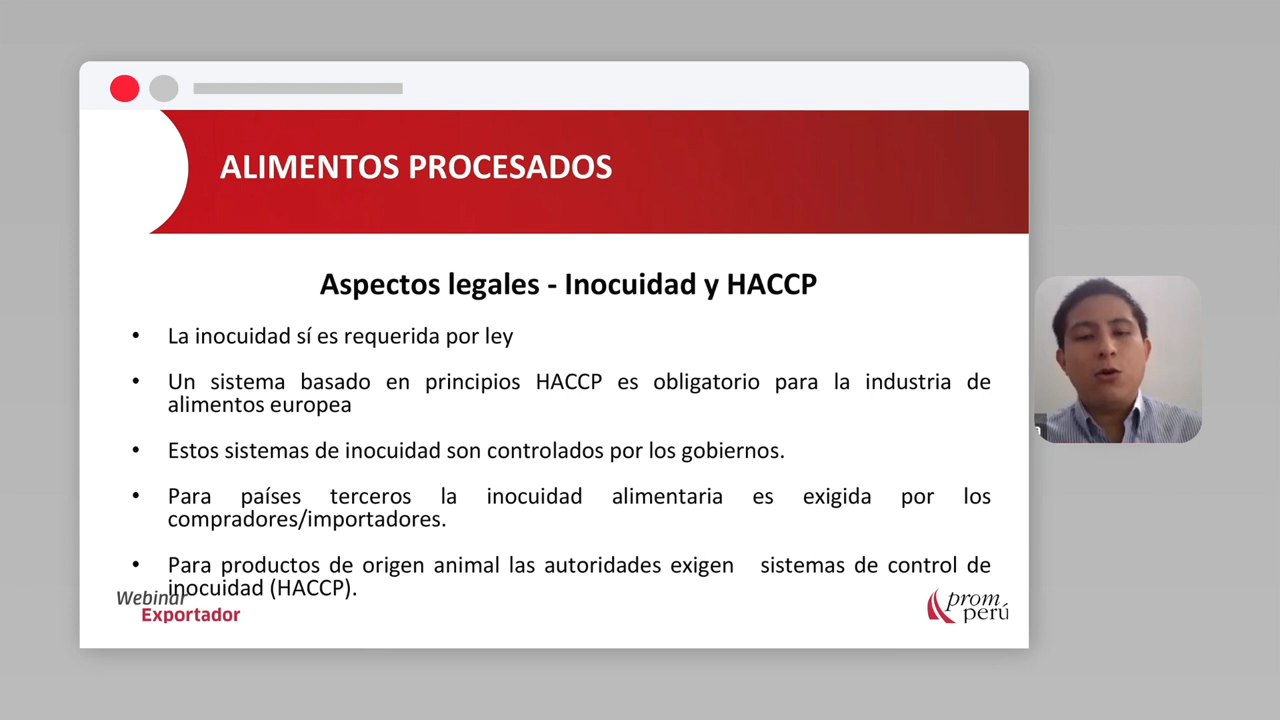 ALIMENTOS PROCESADOS
Aspectos legales - Inocuidad y HACCP
• La inocuidad sí es requerida por ley
• Un sistema basado en principios HACCP es obligatorio para la industria de
alimentos europea
• Estos sistemas de inocuidad son controlados por los gobiernos.
• Para países terceros la inocuidad alimentaria es exigida por los
compradores/importadores.
• Para productos de origen animal las autoridades exigen sistemas de control de
inocuidad (HACCP).
Webinar
Exportador
prom
perú